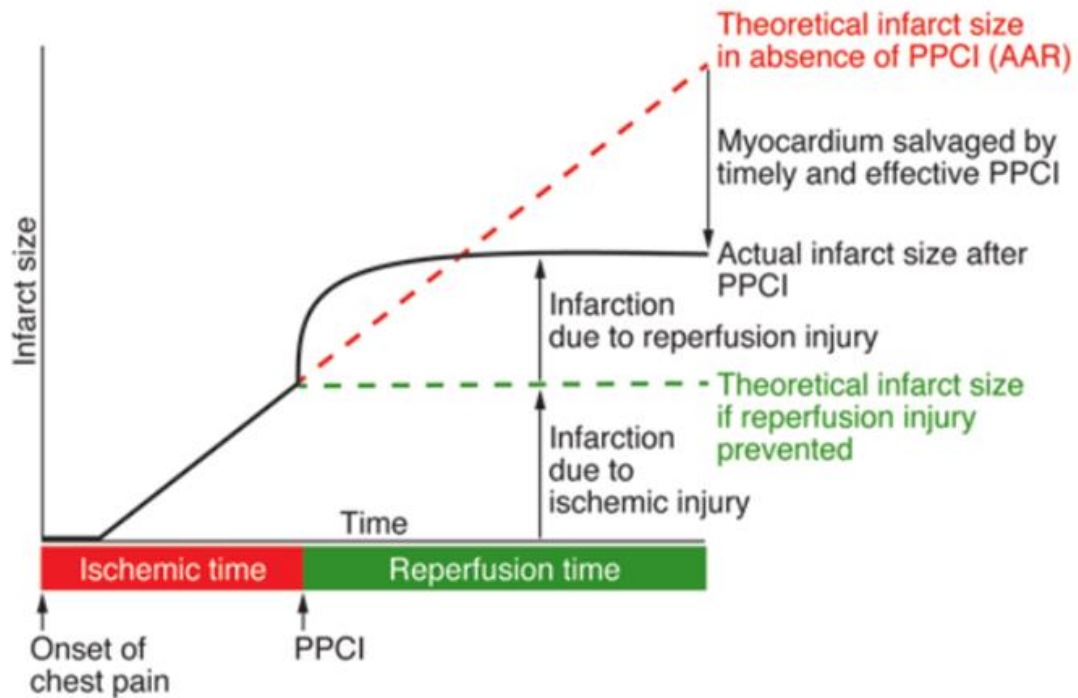 Theoretical infarct size
in absence of PPCI (AAR)
Myocardium salvaged by
timely and effective PPCI
Actual infarct size after
PPCI
Infarct size
Infarction
due to reperfusion injury
Theoretical infarct size
if reperfusion injury
prevented
Infarction
due to
ischemic injury
Time
Ischemic time
Reperfusion time
Onset of
chest pain
PPCI